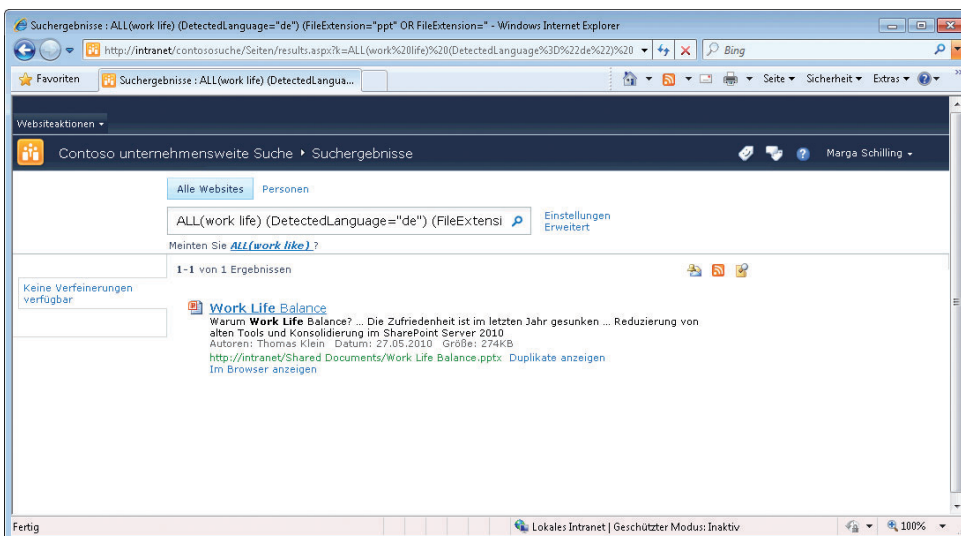 Suchergebnisse : ALL(work life) (DetectedLanguage="de") (FileExtension="ppt" OR FileExtension=" - Windows Internet Explorer
http://intranet/contososuche/Seiten/results.aspx?k=ALL(work%20life)%20(DetectedLanguage%3D%22de%22)%20
Bing
Favoriten
Suchergebnisse : ALL(work life) (DetectedLangua...
Seite
Sicherheit
Extras
Websiteaktionen
Contoso unternehmensweite Suche
Suchergebnisse
Marga Schilling
Alle Websites
Personen
ALL(work life) (DetectedLanguage="de") (FileExtensi
Einstellungen
Erweitert
Meinten Sie ALL(work like) ?
1-1 von 1 Ergebnissen
Keine Verfeinerungen
verfügbar
Work Life Balance
Warum Work Life Balance? ... Die Zufriedenheit ist im letzten Jahr gesunken ... Reduzierung von
alten Tools und Konsolidierung im SharePoint Server 2010
Autoren: Thomas Klein Datum: 27.05.2010 Größe: 274KB
http://intranet/Shared Documents/Work Life Balance.pptx Duplikate anzeigen
Im Browser anzeigen
Fertig
Lokales Intranet | Geschützter Modus: Inaktiv
100%